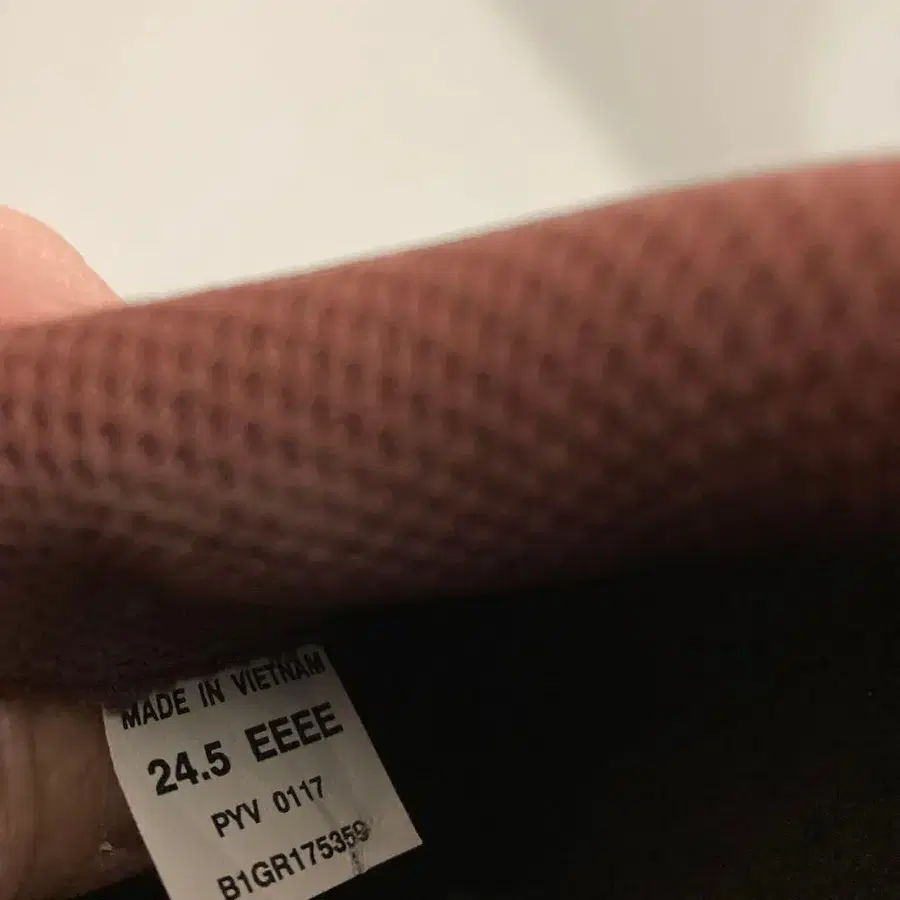 MADE IN VIETNAM
24.5 EEEE
PYV 0117
B1GR175359